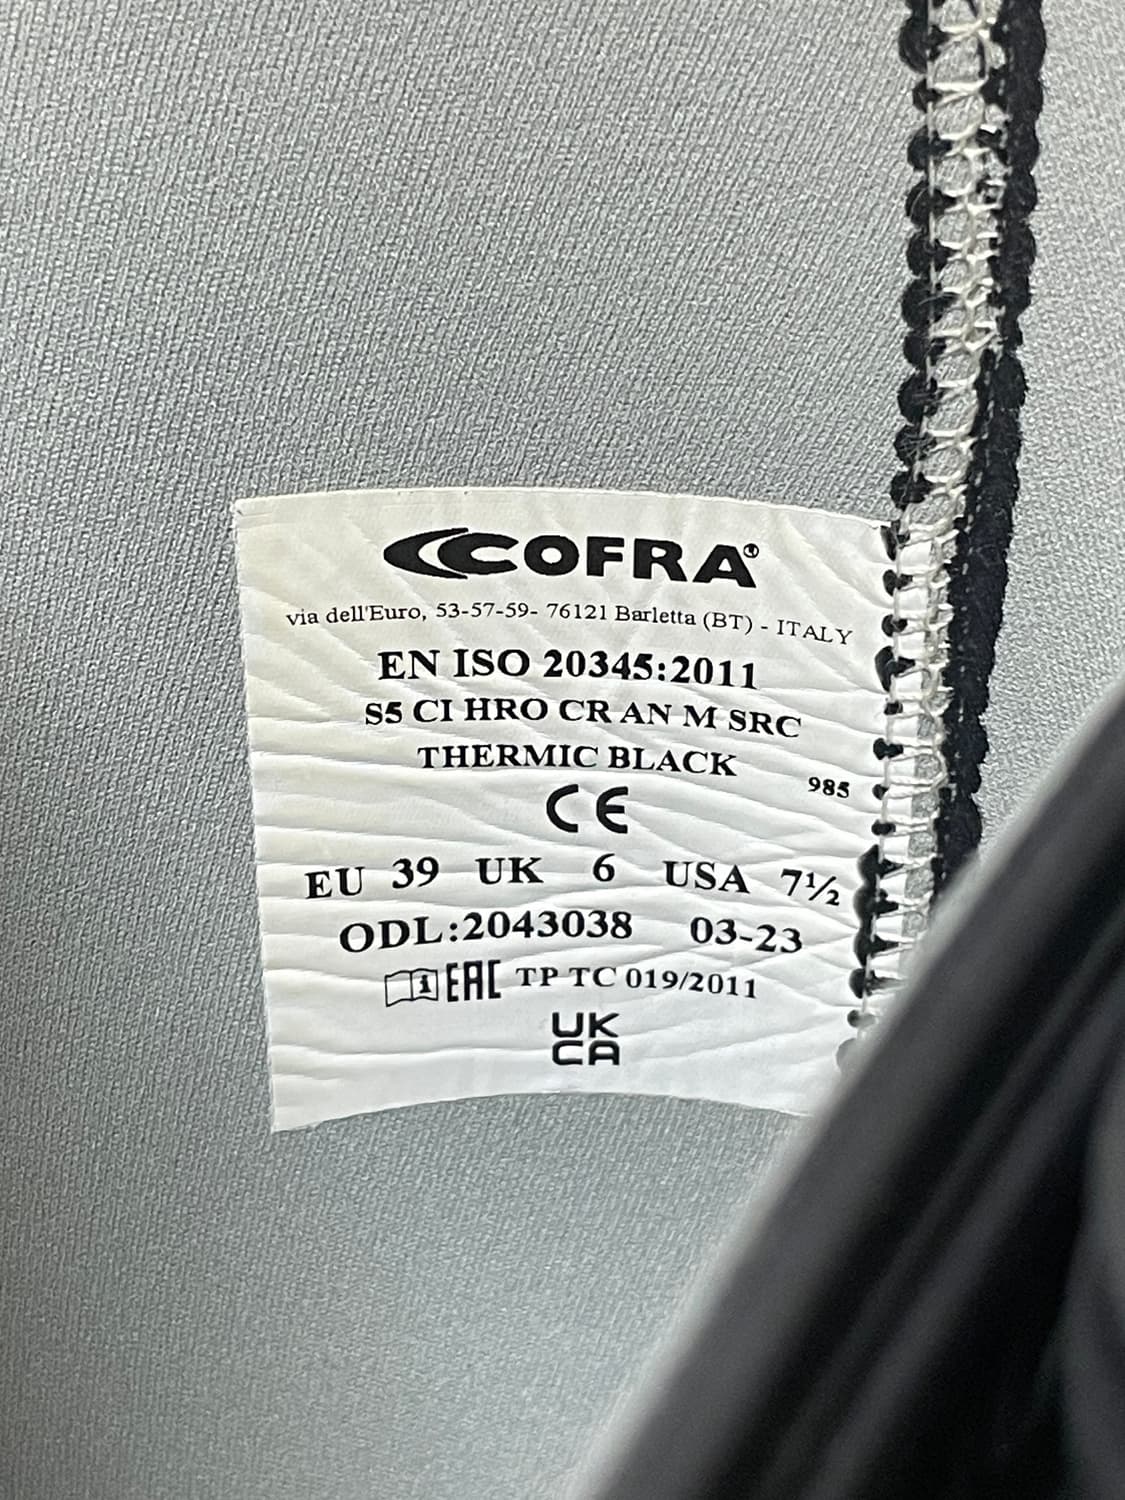 COFRA®
via dell'Euro, 53-57-59- 76121 Barletta (BT) - ITALY
EN ISO 20345:2011
S5 CI HRO CR AN M SRC
THERMIC BLACK
985
CE
EU 39 UK 6 USA 7½
ODL:2043038 03-23
i EAC TP TC 019/2011
UK
CA